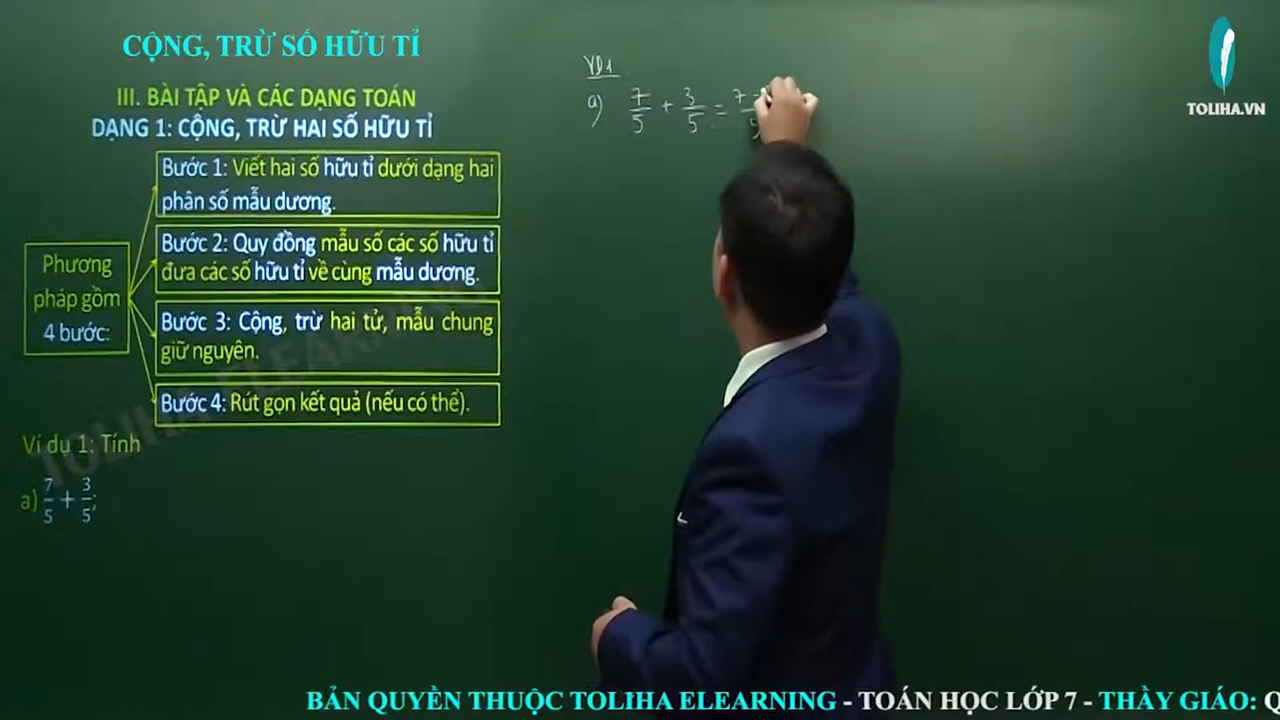 CỘNG, TRỪ SỐ HỮU TỈ
TOLIHA.VN
III. BÀI TẬP VÀ CÁC DẠNG TOÁN
DẠNG 1: CỘNG, TRỪ HAI SỐ HỮU TỈ
Phương
pháp gồm
4 bước:
Bước 1: Viết hai số hữu tỉ dưới dạng hai
phân số mẫu dương.
Bước 2: Quy đồng mẫu số các số hữu tỉ
đưa các số hữu tỉ về cùng mẫu dương.
Bước 3: Cộng, trừ hai tử, mẫu chung
giữ nguyên.
Bước 4: Rút gọn kết quả (nếu có thể).
Ví dụ 1: Tính
a) 7/5 + 3/5;
VD1
a) 7/5 + 3/5 = 7
TOLIHA ELEARNING
BẢN QUYỀN THUỘC TOLIHA ELEARNING - TOÁN HỌC LỚP 7 - THẦY GIÁO: Q